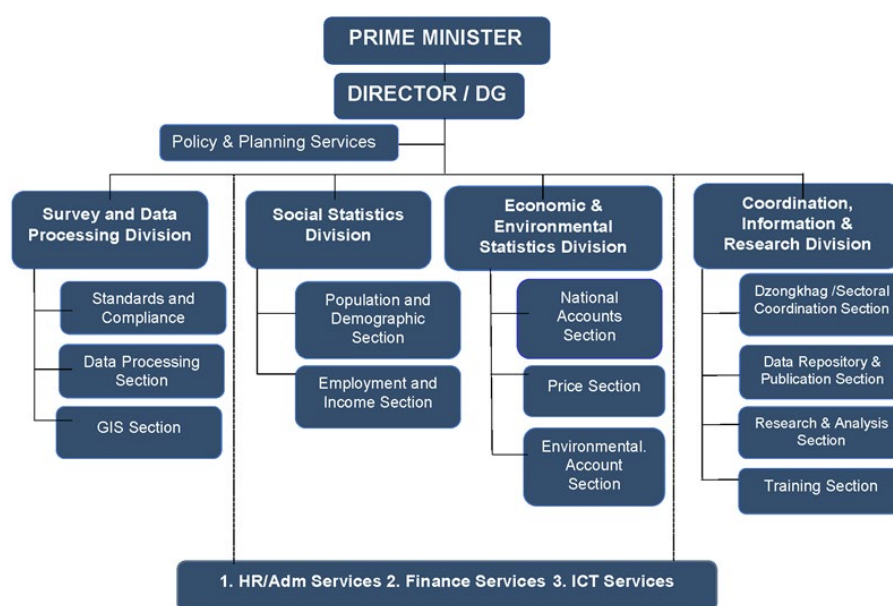 PRIME MINISTER
DIRECTOR / DG
Policy & Planning Services
Survey and Data
Processing Division
Standards and
Compliance
Data Processing
Section
GIS Section
Social Statistics
Division
Population and
Demographic
Section
Employment and
Income Section
Economic &
Environmental
Statistics Division
National
Accounts
Section
Price Section
Environmental.
Account
Section
Coordination,
Information &
Research Division
Dzongkhag /Sectoral
Coordination Section
Data Repository &
Publication Section
Research & Analysis
Section
Training Section
1. HR/Adm Services 2. Finance Services 3. ICT Services